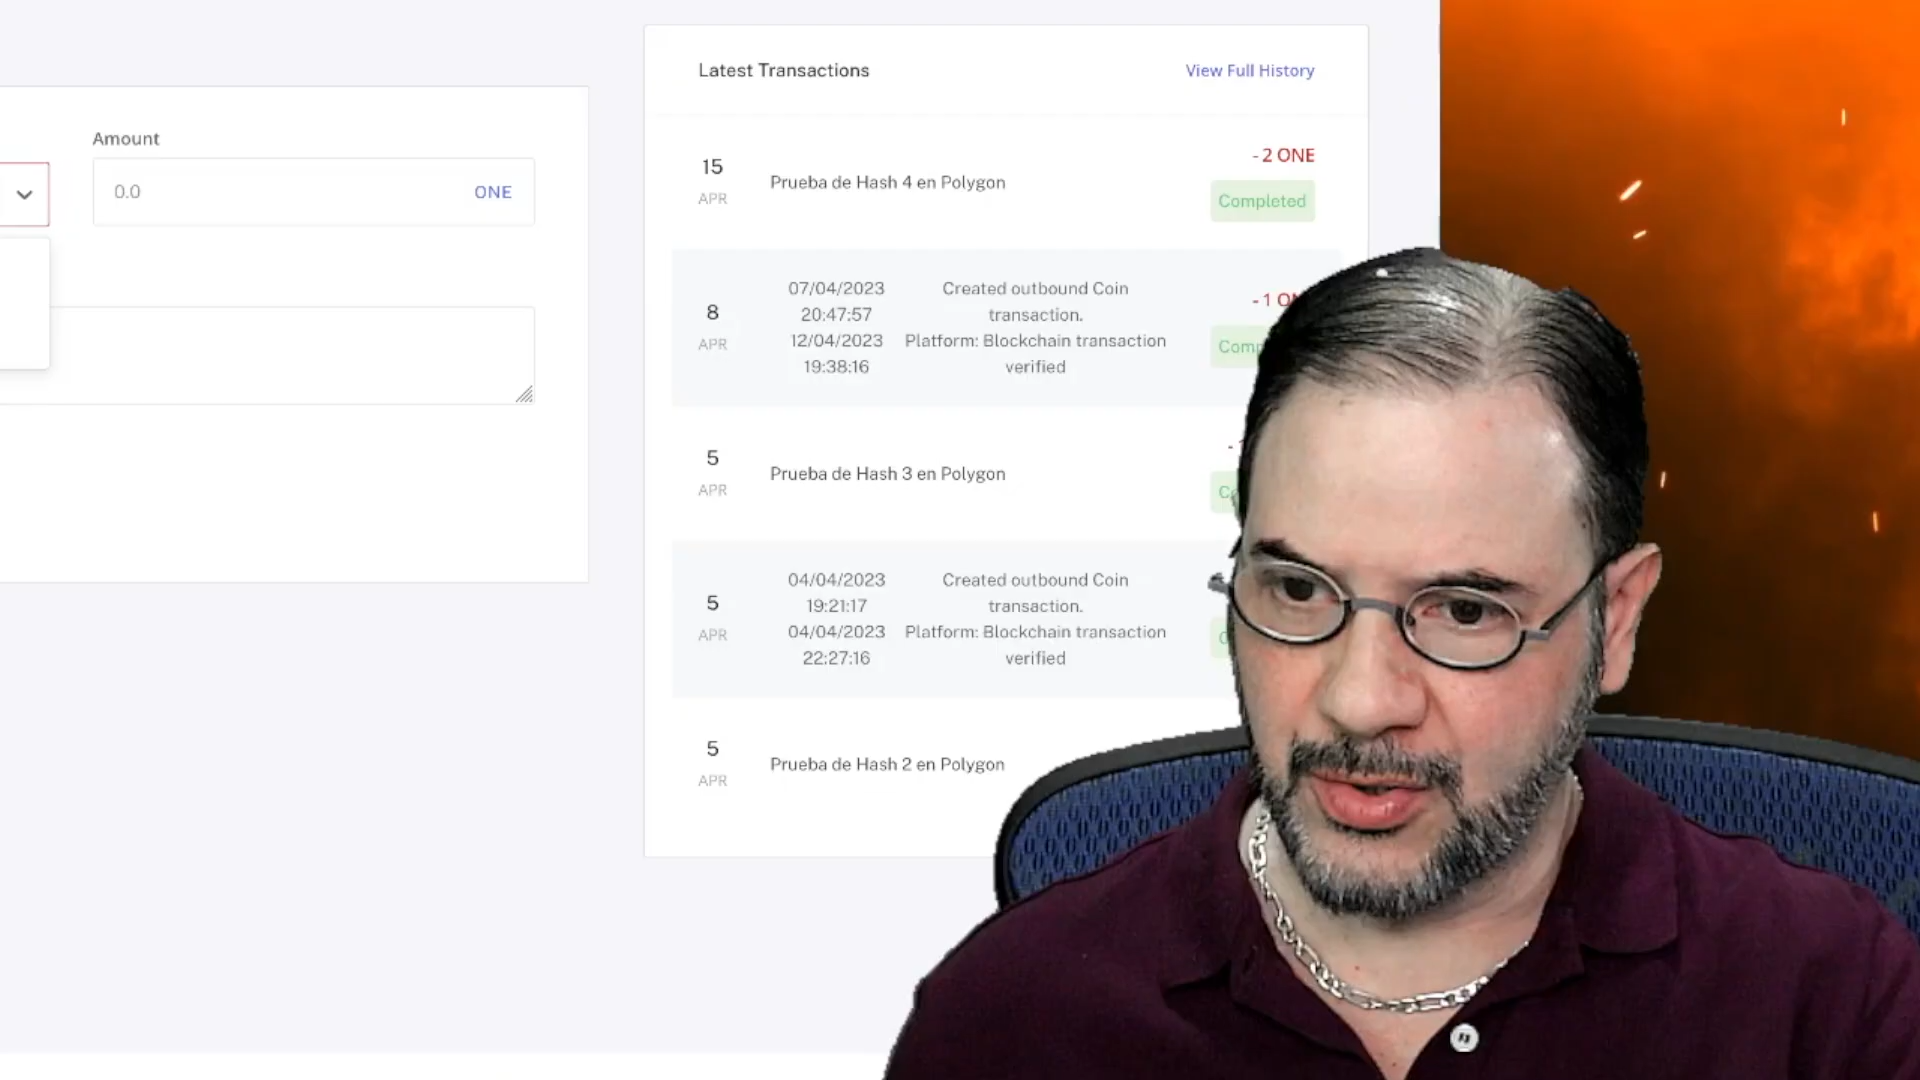 Latest Transactions
View Full History
Amount
0.0
ONE
15
APR
Prueba de Hash 4 en Polygon
- 2 ONE
Completed
8
APR
07/04/2023
20:47:57
12/04/2023
19:38:16
Created outbound Coin
transaction.
Platform: Blockchain transaction
verified
- 1
5
APR
Prueba de Hash 3 en Polygon
5
APR
04/04/2023
19:21:17
04/04/2023
22:27:16
Created outbound Coin
transaction.
Platform: Blockchain transaction
verified
5
APR
Prueba de Hash 2 en Polygon